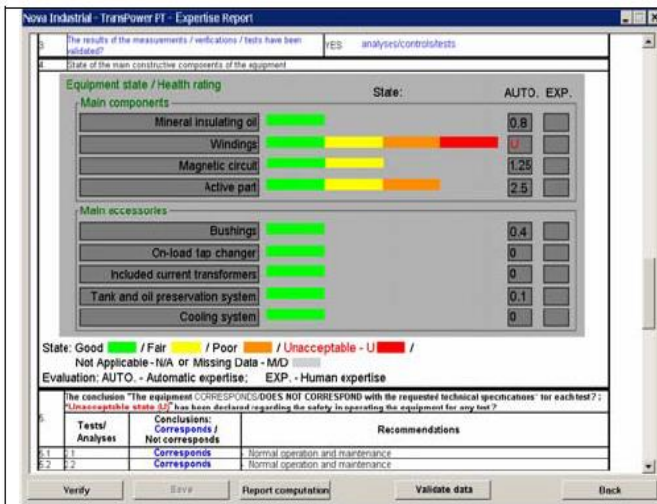 Nova Industrial - TransPower PT - Expertise Report
3 The results of the measurements / verifications / tests have been validated? YES analyses/controls/tests
4. State of the main constructive components of the equipment
Equipment state / Health rating State: AUTO. EXP.
Main components
Mineral insulating oil 0.8
Windings U
Magnetic circuit 1.25
Active part 2.5
Main accessories
Bushings 0.4
On-load tap changer 0
Included current transformers 0
Tank and oil preservation system 0.1
Cooling system 0
State: Good / Fair / Poor / Unacceptable - U /
Not Applicable - N/A or Missing Data - M/D
Evaluation: AUTO. - Automatic expertise; EXP. - Human expertise
The conclusion "The equipment CORRESPONDS/DOES NOT CORRESPOND with the requested technical specifications" for each test? ;
"Unacceptable state (U)" has been declared regarding the safety in operating the equipment for any test ?
5.
Tests/ Analyses
Conclusions: Corresponds / Not corresponds
Recommendations
5.1 2.1 Corresponds - Normal operation and maintenance
5.2 2.2 Corresponds - Normal operation and maintenance
Verify Save Report computation Validate data Back